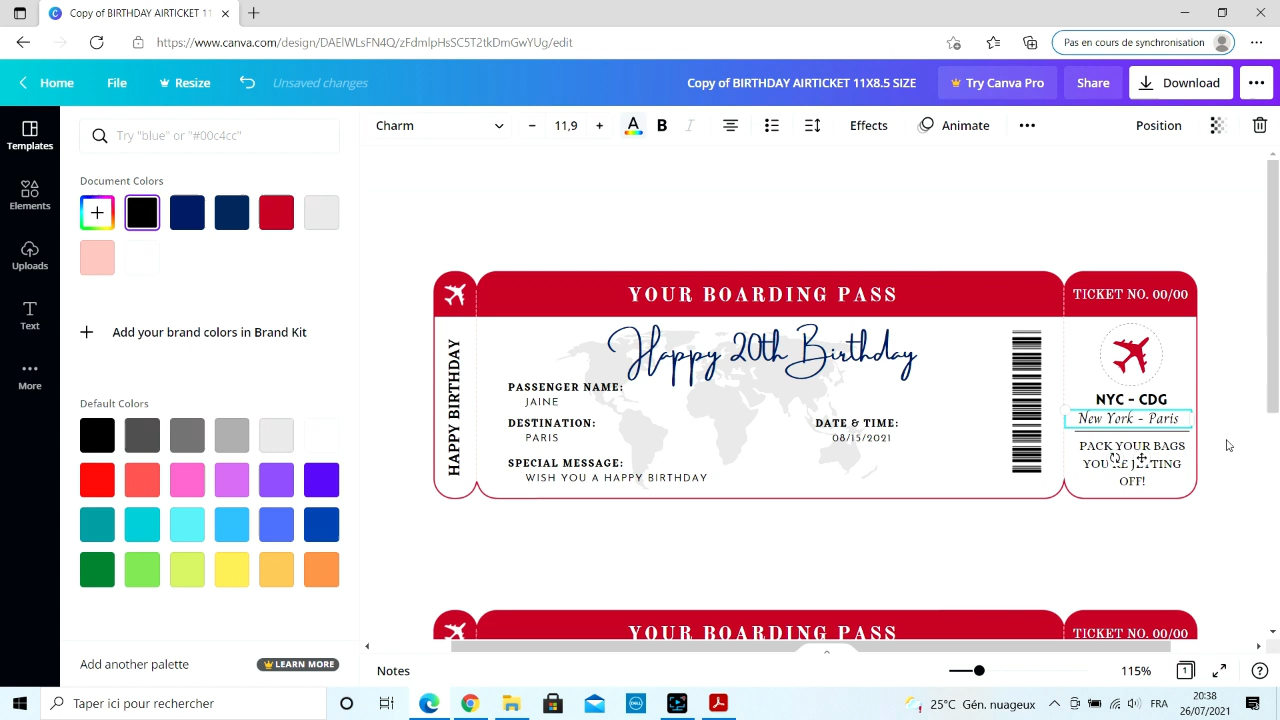 Copy of BIRTHDAY AIRTICKET 11
https://www.canva.com/design/DAElWLsFN4Q/zFdmlpHsSC5T2tkDmGwYUg/edit
Pas en cours de synchronisation
Home
File
Resize
Unsaved changes
Copy of BIRTHDAY AIRTICKET 11X8.5 SIZE
Try Canva Pro
Share
Download
Templates
Elements
Uploads
Text
More
Try "blue" or "#00c4cc"
Charm
11,9
A
B
I
Effects
Animate
Position
Document Colors
Add your brand colors in Brand Kit
Default Colors
Add another palette
LEARN MORE
YOUR BOARDING PASS
TICKET NO. 00/00
HAPPY BIRTHDAY
Happy 20th Birthday
PASSENGER NAME:
JAINE
DESTINATION:
PARIS
DATE & TIME:
08/15/2021
SPECIAL MESSAGE:
WISH YOU A HAPPY BIRTHDAY
NYC - CDG
New York - Paris
PACK YOUR BAGS
YOU'RE JETTING
OFF!
YOUR BOARDING PASS
TICKET NO. 00/00
Notes
115%
1
Taper ici pour rechercher
25°C Gén. nuageux
FRA
20:38
26/07/2021